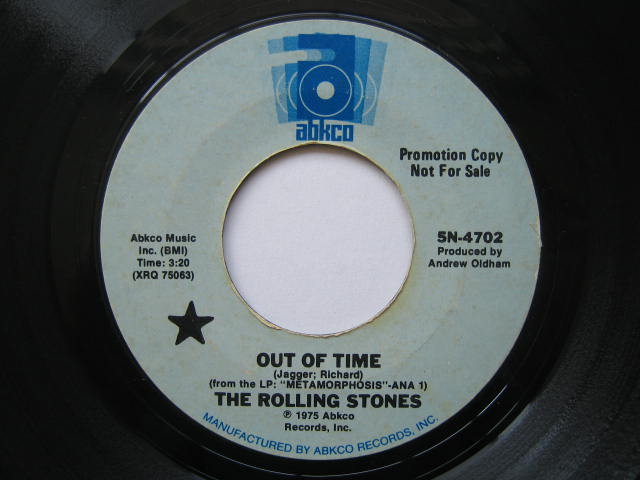 abkco
Promotion Copy
Not For Sale
Abkco Music
Inc. (BMI)
Time: 3:20
(XRQ 75063)
5N-4702
Produced by
Andrew Oldham
OUT OF TIME
(Jagger; Richard)
(from the LP: "METAMORPHOSIS"-ANA 1)
THE ROLLING STONES
℗ 1975 Abkco
Records, Inc.
MANUFACTURED BY ABKCO RECORDS, INC.